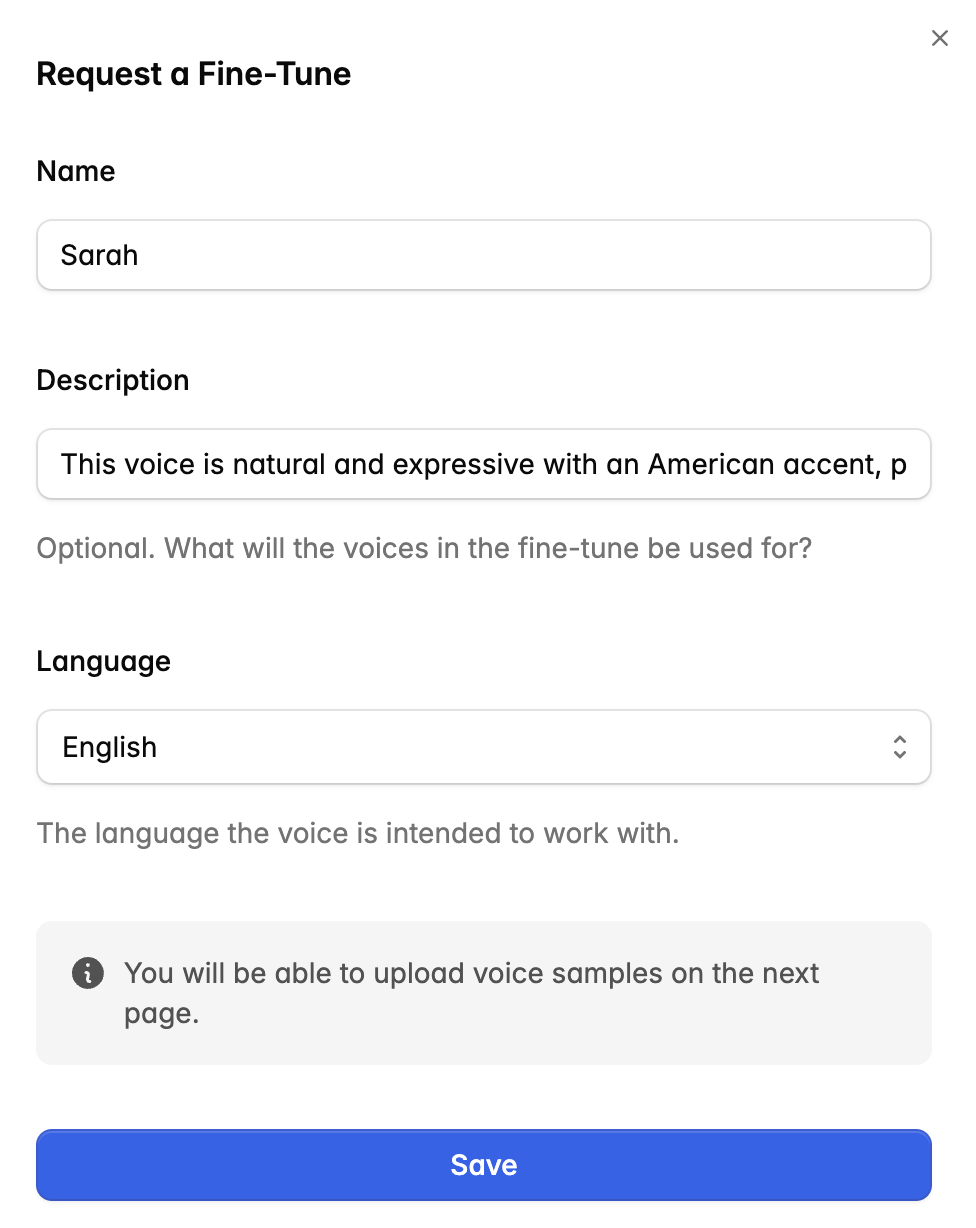 Request a Fine-Tune
Name
Sarah
Description
This voice is natural and expressive with an American accent, p
Optional. What will the voices in the fine-tune be used for?
Language
English
The language the voice is intended to work with.
You will be able to upload voice samples on the next
page.
Save